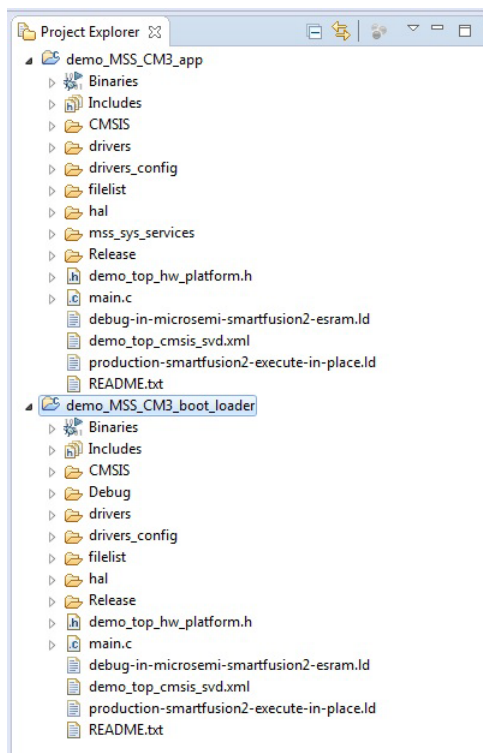 Project Explorer
demo_MSS_CM3_app
Binaries
Includes
CMSIS
drivers
drivers_config
filelist
hal
mss_sys_services
Release
demo_top_hw_platform.h
main.c
debug-in-microsemi-smartfusion2-esram.ld
demo_top_cmsis_svd.xml
production-smartfusion2-execute-in-place.ld
README.txt
demo_MSS_CM3_boot_loader
Binaries
Includes
CMSIS
Debug
drivers
drivers_config
filelist
hal
Release
demo_top_hw_platform.h
main.c
debug-in-microsemi-smartfusion2-esram.ld
demo_top_cmsis_svd.xml
production-smartfusion2-execute-in-place.ld
README.txt